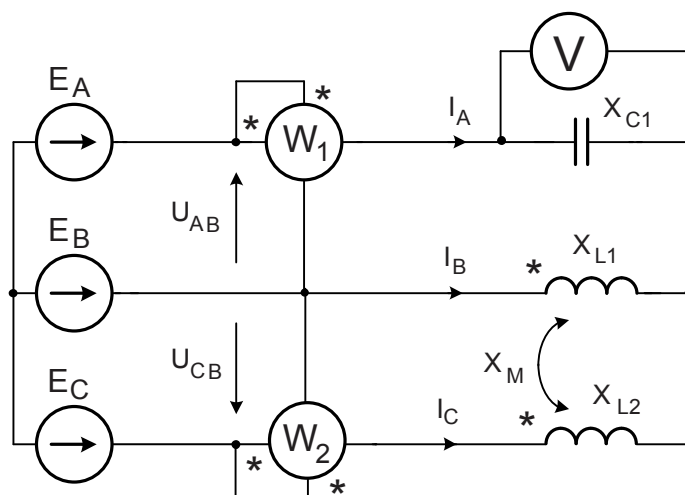 V
E_A
*
*
W_1
I_A
X_C1
U_AB
E_B
I_B
*
X_L1
U_CB
X_M
E_C
W_2
I_C
*
X_L2
*
*